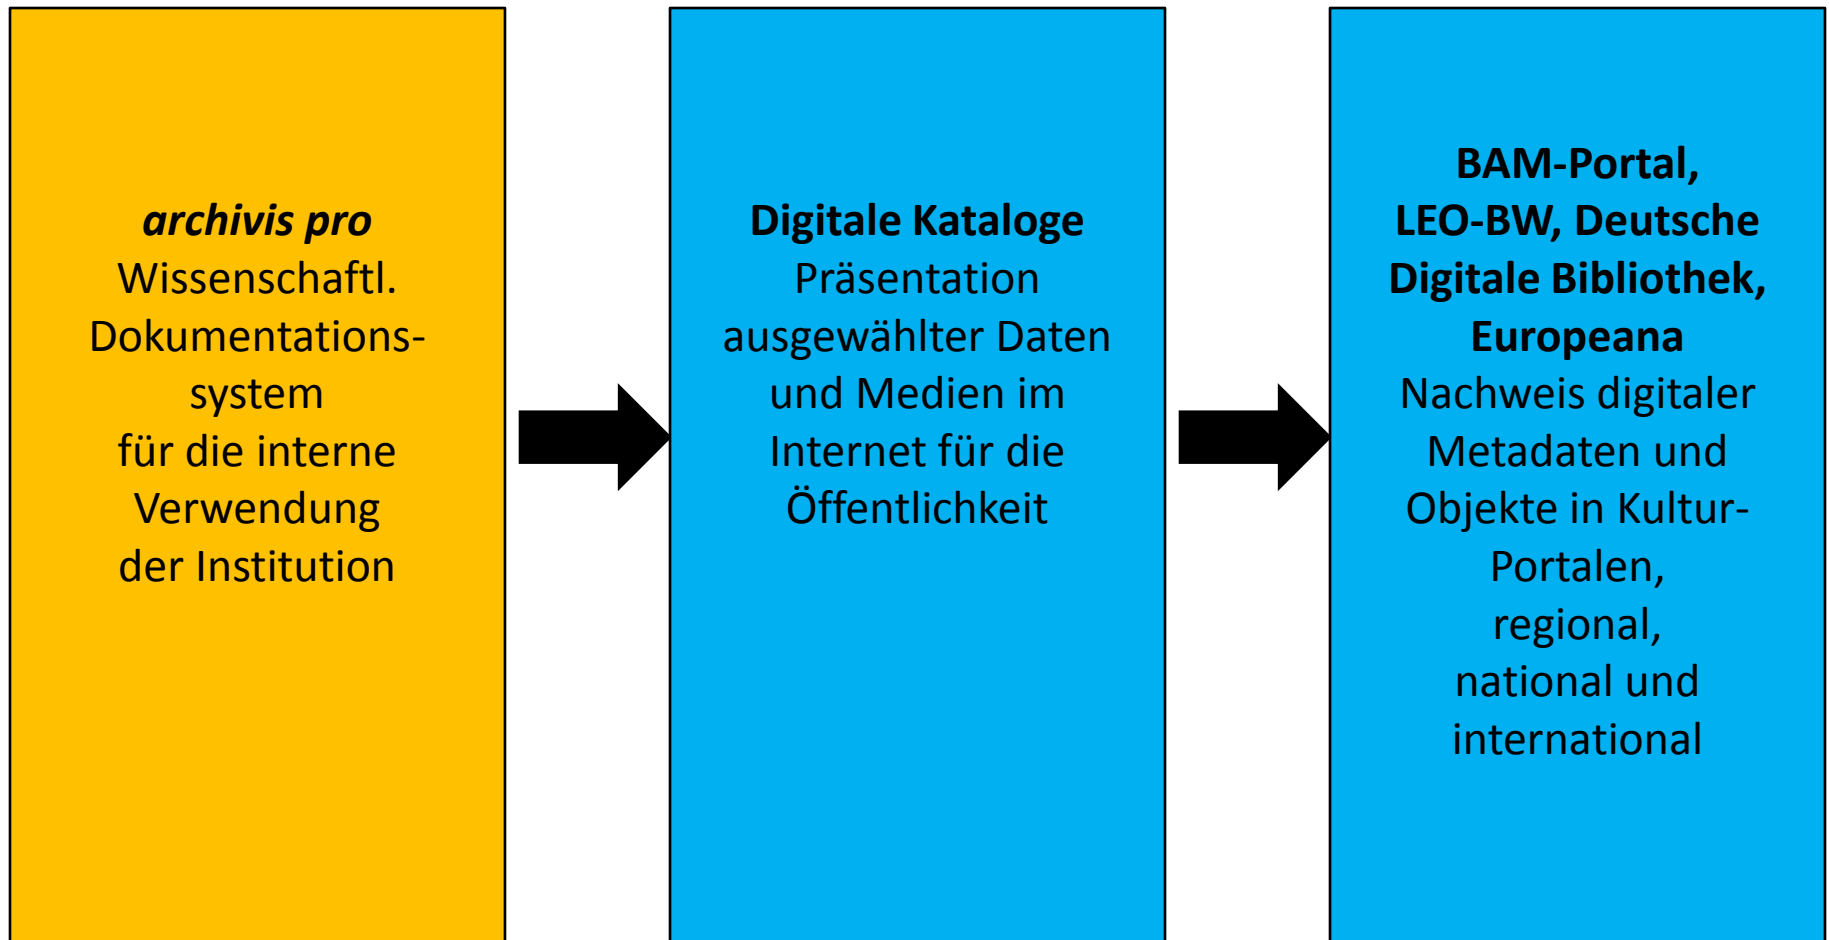 archivis pro
Wissenschaftl.
Dokumentations-
system
für die interne
Verwendung
der Institution
Digitale Kataloge
Präsentation
ausgewählter Daten
und Medien im
Internet für die
Öffentlichkeit
BAM-Portal,
LEO-BW, Deutsche
Digitale Bibliothek,
Europeana
Nachweis digitaler
Metadaten und
Objekte in Kultur-
Portalen,
regional,
national und
international